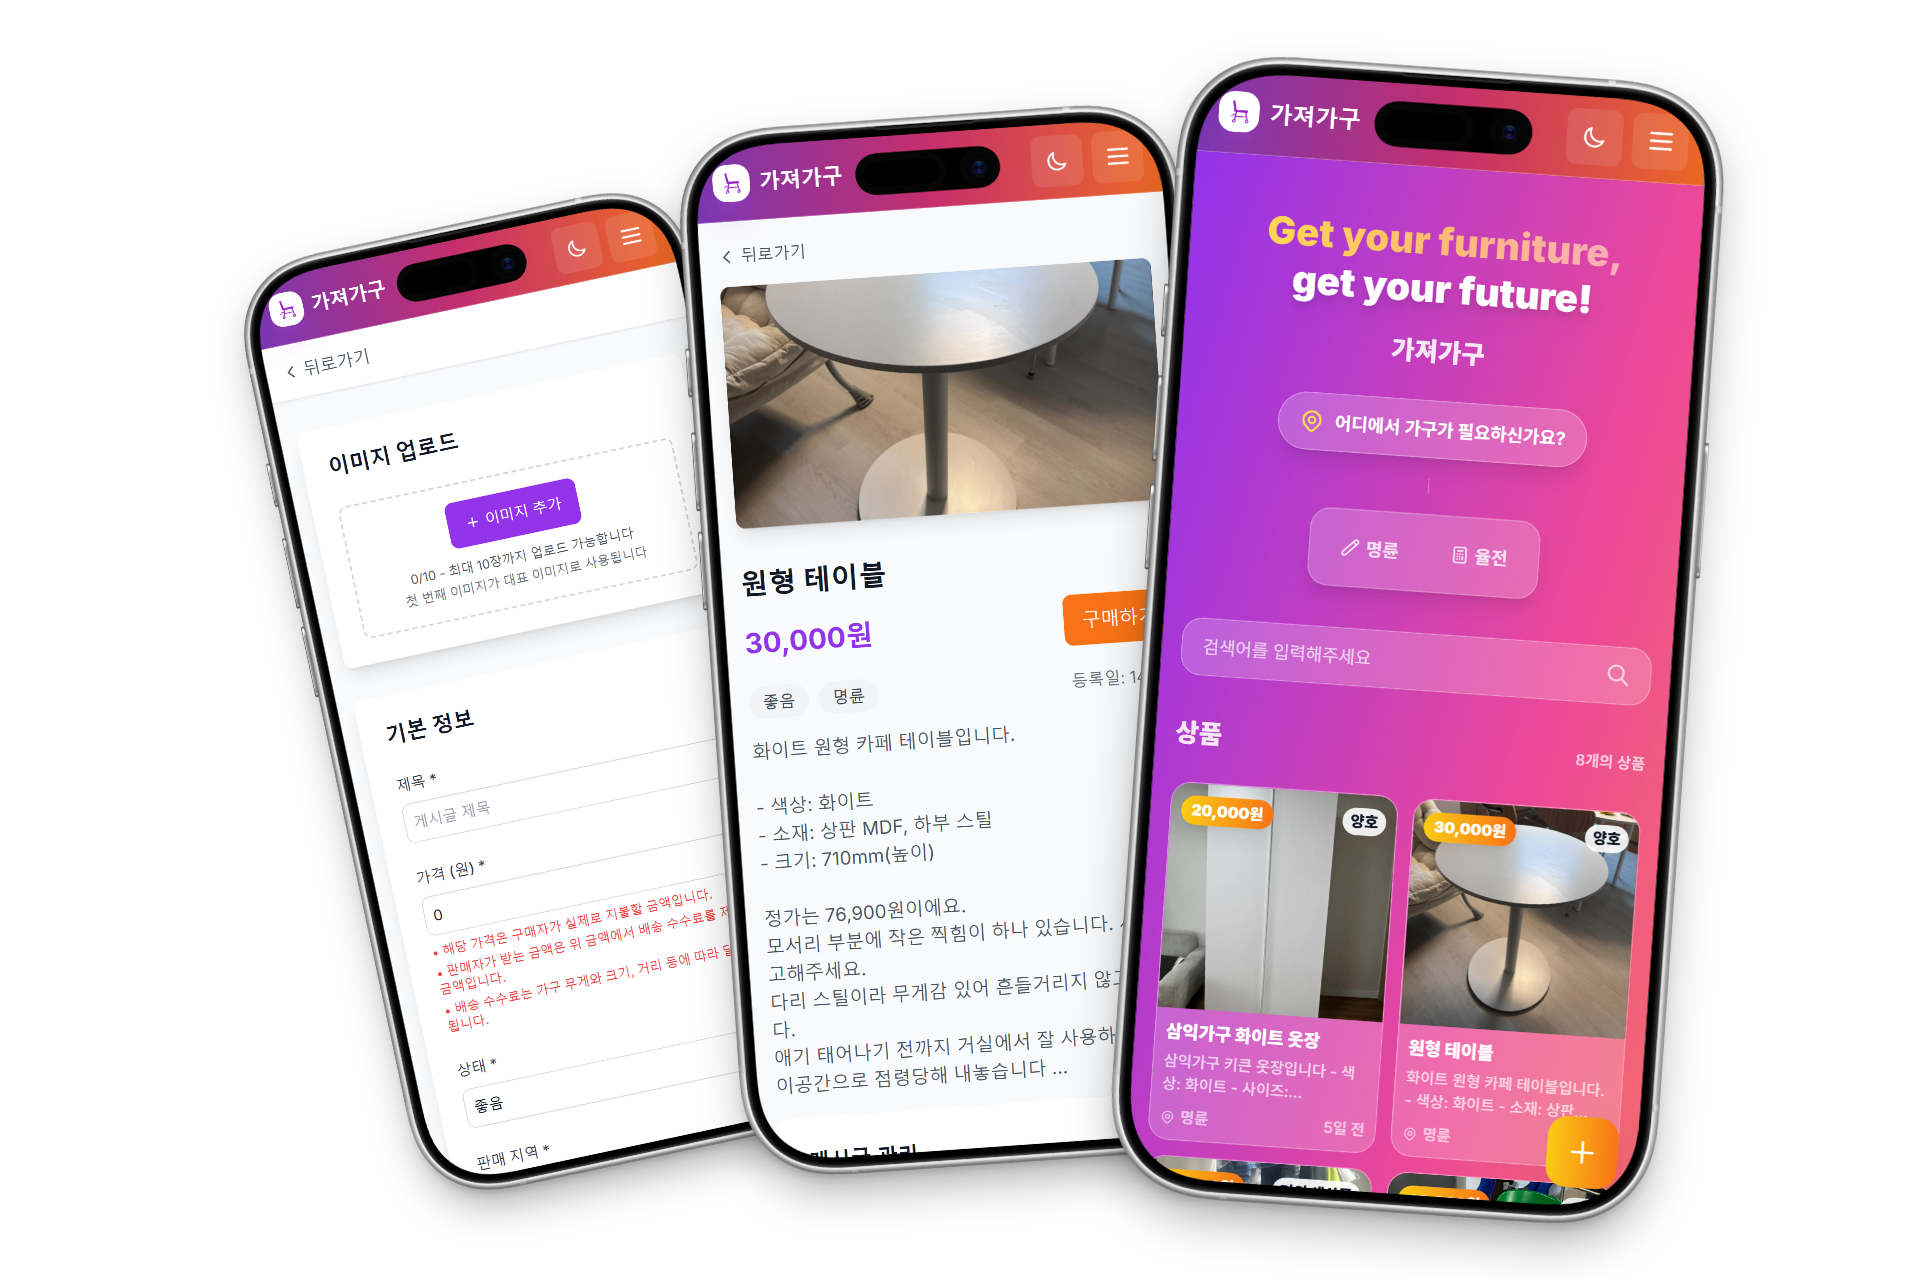 가져가구
뒤로가기
이미지 업로드
+ 이미지 추가
0/10 - 최대 10장까지 업로드 가능합니다
첫 번째 이미지가 대표 이미지로 사용됩니다
기본 정보
제목 *
게시글 제목
가격 (원) *
0
• 해당 가격은 구매자가 실제로 지불할 금액입니다.
• 판매자가 받는 금액은 위 금액에서 배송 수수료를
금액입니다.
• 배송 수수료는 가구 무게와 크기, 거리 등에 따라
됩니다.
상태 *
좋음
판매 지역 *
가져가구
뒤로가기
원형 테이블
30,000원
구매하기
좋음
명륜
등록일: 14
화이트 원형 카페 테이블입니다.
- 색상: 화이트
- 소재: 상판 MDF, 하부 스틸
- 크기: 710mm(높이)
정가는 76,900원이에요.
모서리 부분에 작은 찍힘이 하나 있습니다.
고해주세요.
다리 스틸이라 무게감 있어 흔들거리지 않고
다.
애기 태어나기 전까지 거실에서 잘 사용하
이공간으로 점령당해 내놓습니다 ...
가져가구
Get your furniture,
get your future!
가져가구
어디에서 가구가 필요하신가요?
명륜
율전
검색어를 입력해주세요
상품
8개의 상품
20,000원
양호
삼익가구 화이트 옷장
삼익가구 키큰 옷장입니다 - 색
상: 화이트 - 사이즈:...
명륜
5일 전
30,000원
양호
원형 테이블
화이트 원형 카페 테이블입니다.
- 색상: 화이트 - 소재: 상판...
명륜
+